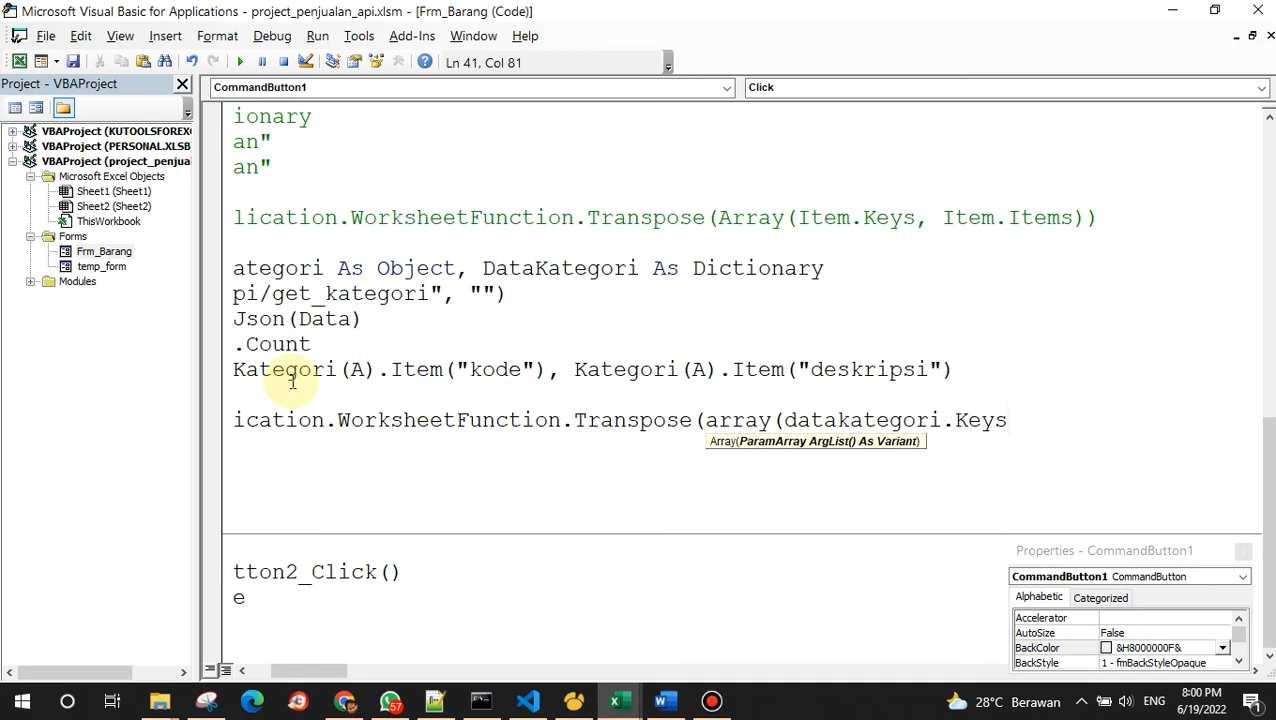 Microsoft Visual Basic for Applications - project_penjualan_api.xlsm - [Frm_Barang (Code)]
File Edit View Insert Format Debug Run Tools Add-Ins Window Help
Ln 41, Col 81
Project - VBAProject
CommandButton1
Click
VBAProject (KUTOOLSFOREX
VBAProject (PERSONAL.XLSB
VBAProject (project_penjual
Microsoft Excel Objects
Sheet1 (Sheet1)
Sheet2 (Sheet2)
ThisWorkbook
Forms
Frm_Barang
temp_form
Modules
ionary
an"
an"
lication.WorksheetFunction.Transpose(Array(Item.Keys, Item.Items))
ategori As Object, DataKategori As Dictionary
pi/get_kategori", "")
Json(Data)
.Count
Kategori(A).Item("kode"), Kategori(A).Item("deskripsi")
ication.WorksheetFunction.Transpose(array(datakategori.Keys
Array(ParamArray ArgList() As Variant)
tton2_Click()
e
Properties - CommandButton1
CommandButton1 CommandButton
Alphabetic Categorized
Accelerator
AutoSize False
BackColor &H8000000F&
BackStyle 1 - fmBackStyleOpaque
57
28°C Berawan
ENG
8:00 PM
6/19/2022
1